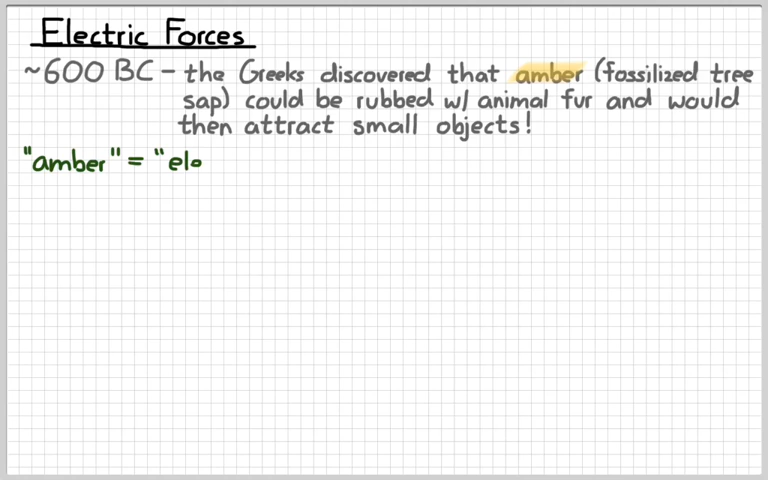 Electric Forces
~600 BC - the Greeks discovered that amber (fossilized tree
sap) could be rubbed w/ animal fur and would
then attract small objects!
"amber" = "elo